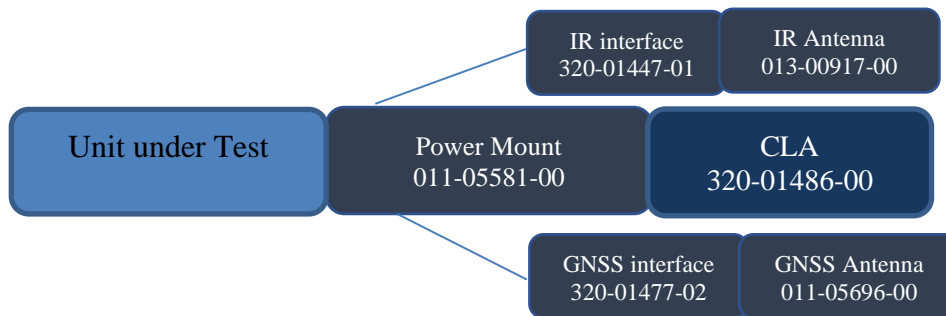 IR interface
320-01447-01
IR Antenna
013-00917-00
Unit under Test
Power Mount
011-05581-00
CLA
320-01486-00
GNSS interface
320-01477-02
GNSS Antenna
011-05696-00